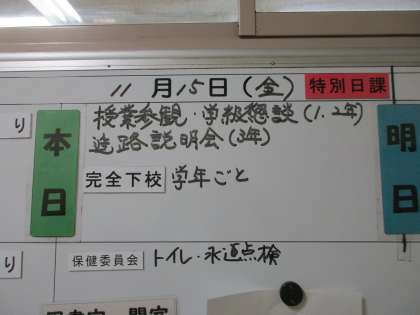 11月15日(金) 特別日課
り 本日 授業参観・学級懇談(1.2年) 明日
進路説明会(3年)
完全下校 学年ごと
り 保健委員会 トイレ・水道点検